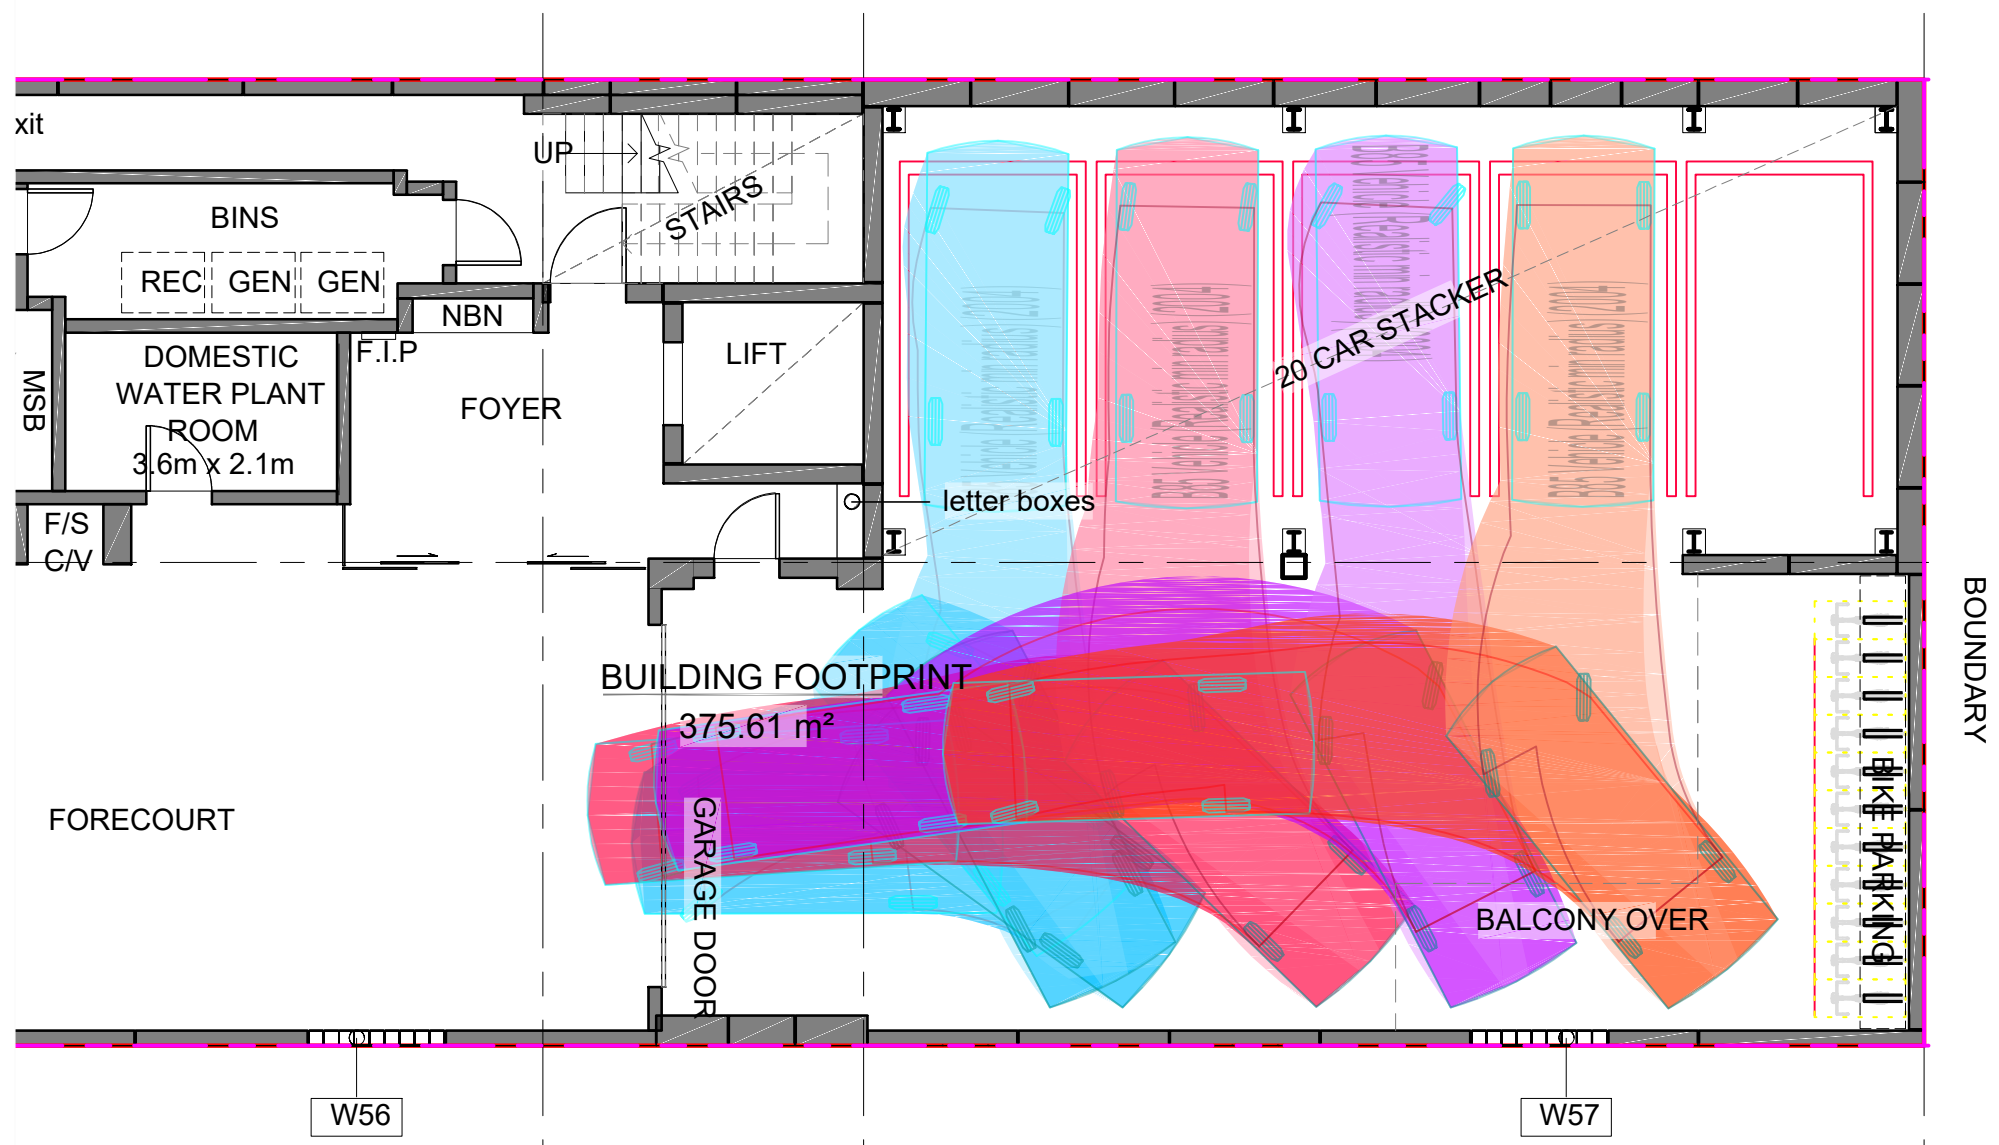 xit
UP
STAIRS
BINS
REC
GEN
GEN
NBN
F.I.P
LIFT
DOMESTIC
WATER PLANT
ROOM
3.6m x 2.1m
MSB
FOYER
20 CAR STACKER
letter boxes
F/S
C/V
BUILDING FOOTPRINT
375.61 m²
FORECOURT
GARAGE DOOR
BALCONY OVER
BIKE PARKING
BOUNDARY
W56
W57